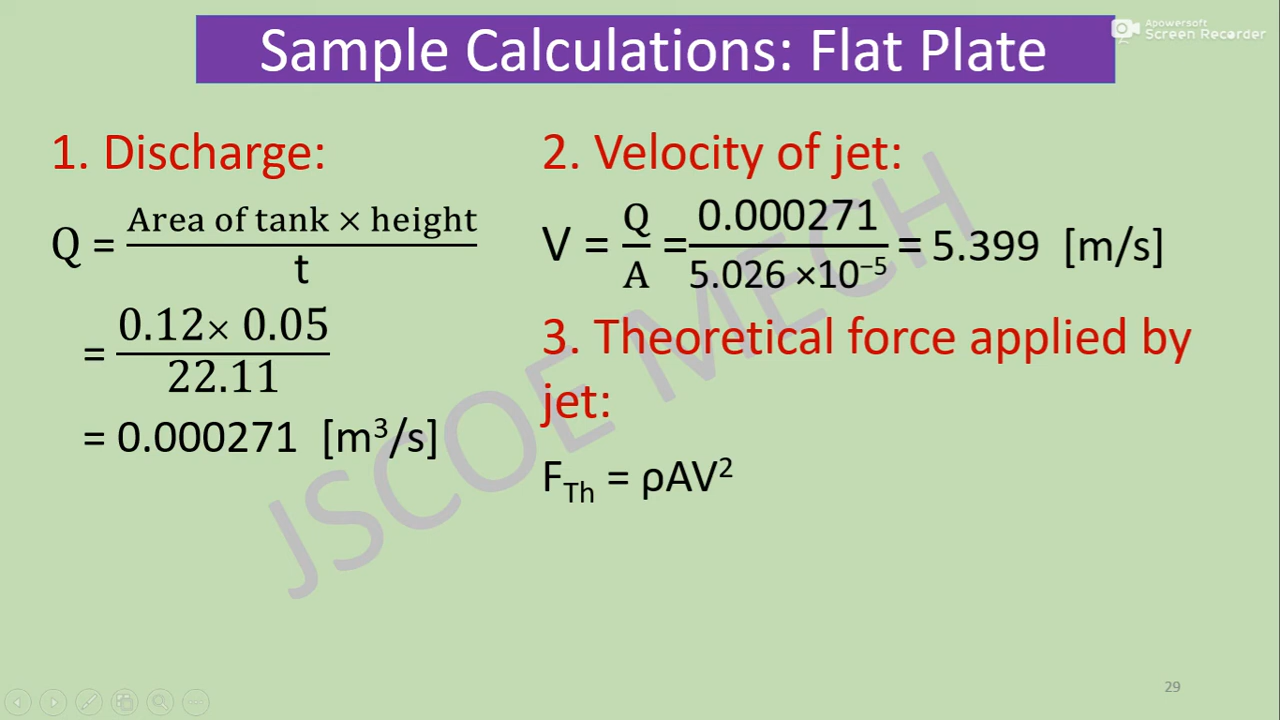 Apowersoft
Screen Recorder
Sample Calculations: Flat Plate
1. Discharge:
Q = Area of tank × height / t
= 0.12× 0.05 / 22.11
= 0.000271 [m³/s]
2. Velocity of jet:
V = Q / A = 0.000271 / 5.026 ×10⁻⁵ = 5.399 [m/s]
3. Theoretical force applied by
jet:
F_Th = ρAV²
JSCOE MECH
29